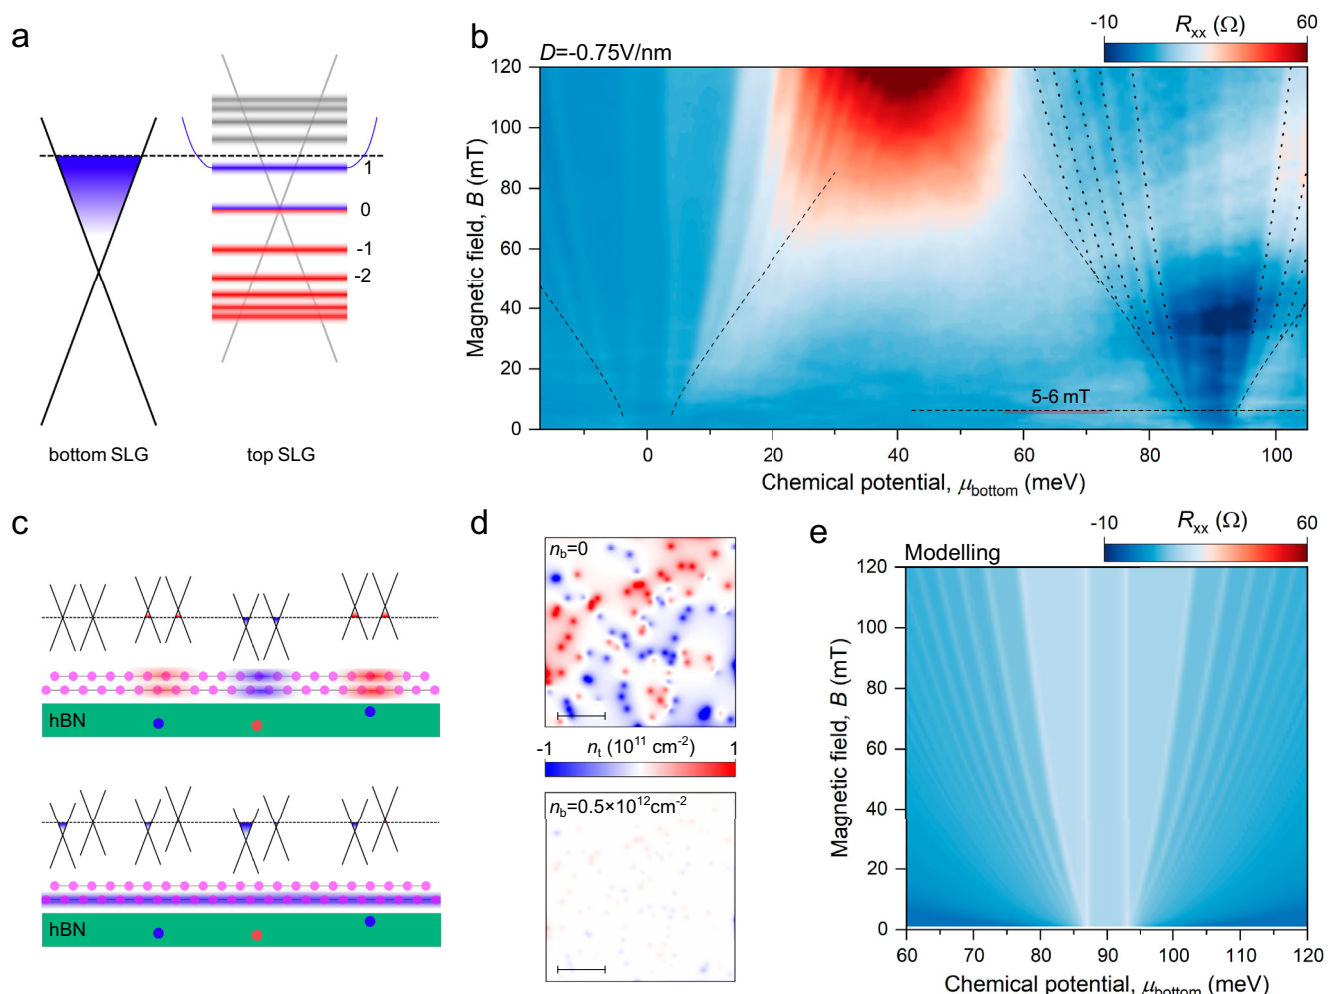 a
1
0
-1
-2
bottom SLG
top SLG
b
D=-0.75V/nm
-10
Rxx (Ω)
60
120
100
80
60
40
20
0
Magnetic field, B (mT)
5-6 mT
0
20
40
60
80
100
Chemical potential, μbottom (meV)
c
hBN
hBN
d
nb=0
-1
nt (10¹¹ cm⁻²)
1
nb=0.5×10¹²cm⁻²
e
Modelling
-10
Rxx (Ω)
60
120
100
80
60
40
20
0
Magnetic field, B (mT)
60
80
100
120
Chemical potential, μbottom (meV)